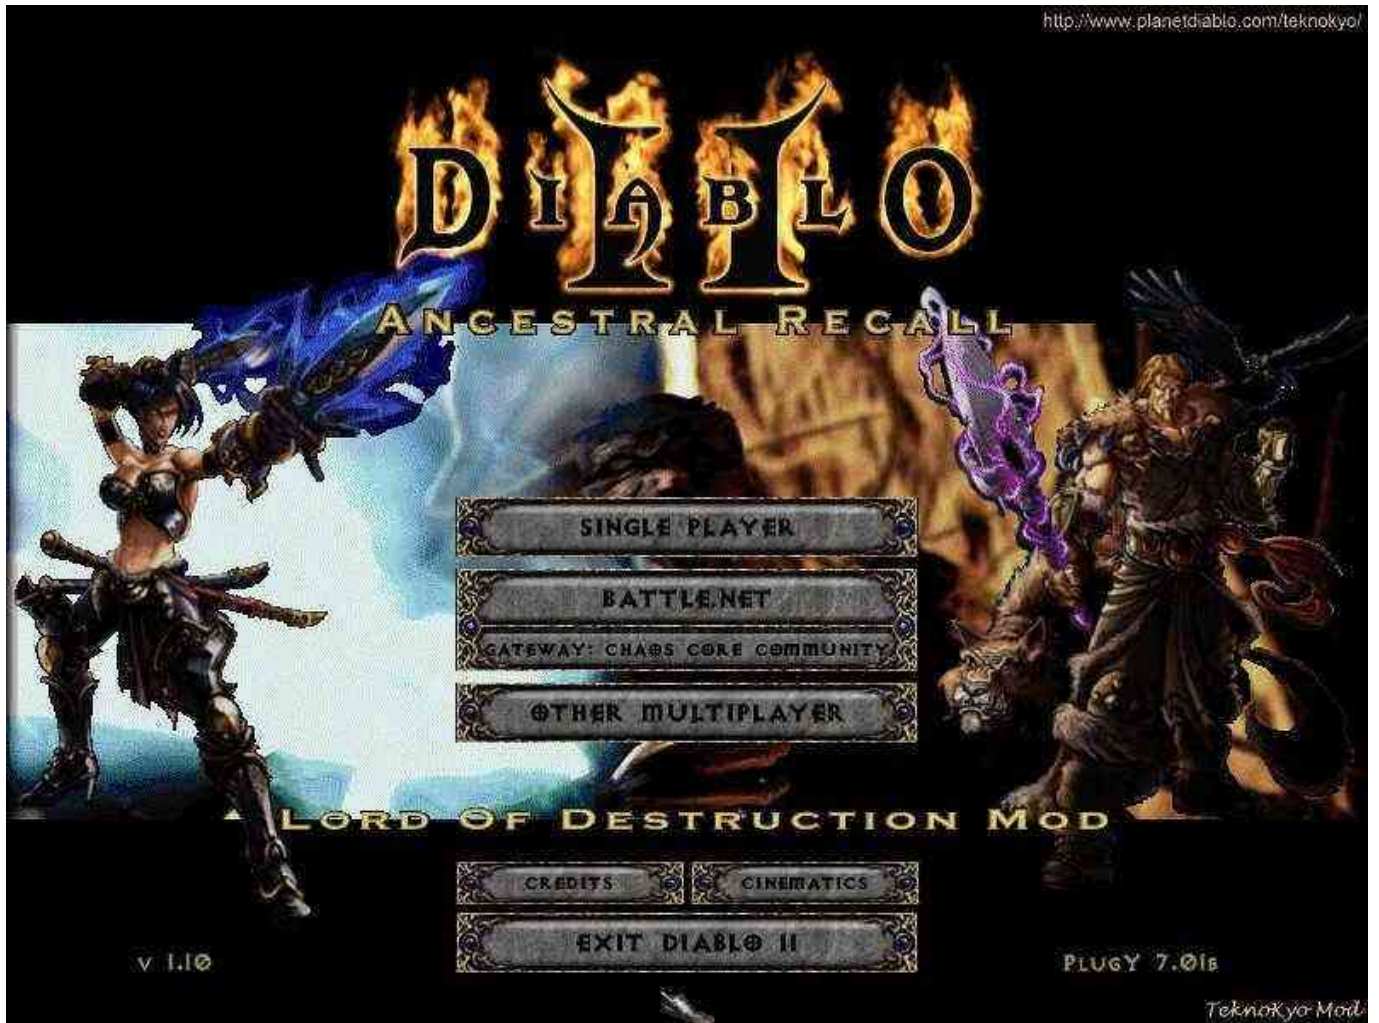 http://www.planetdiablo.com/teknokyo/
DIABLO II
ANCESTRAL RECALL
SINGLE PLAYER
BATTLE.NET
GATEWAY: CHAOS CORE COMMUNITY
OTHER MULTIPLAYER
A LORD OF DESTRUCTION MOD
CREDITS
CINEMATICS
EXIT DIABLO II
V 1.10
PLUGY 7.01B
TeknoKyo Mod